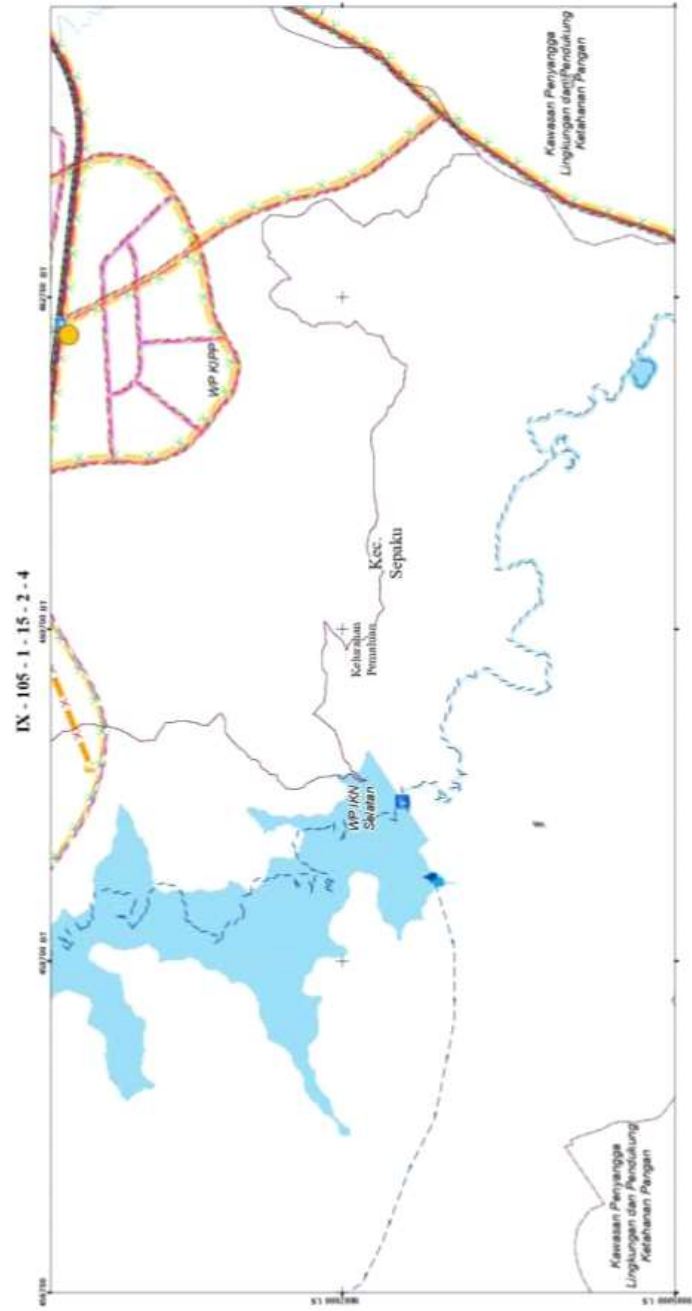 IX - 105 - 1 - 15 - 2 - 4
Kawasan Penyangga
Lingkungan dan Pendukung
Ketahanan Pangan
WP KIPP
Kec.
Sepaku
Kelurahan
Pemaluan
WP IKN
Selatan
Kawasan Penyangga
Lingkungan dan Pendukung
Ketahanan Pangan